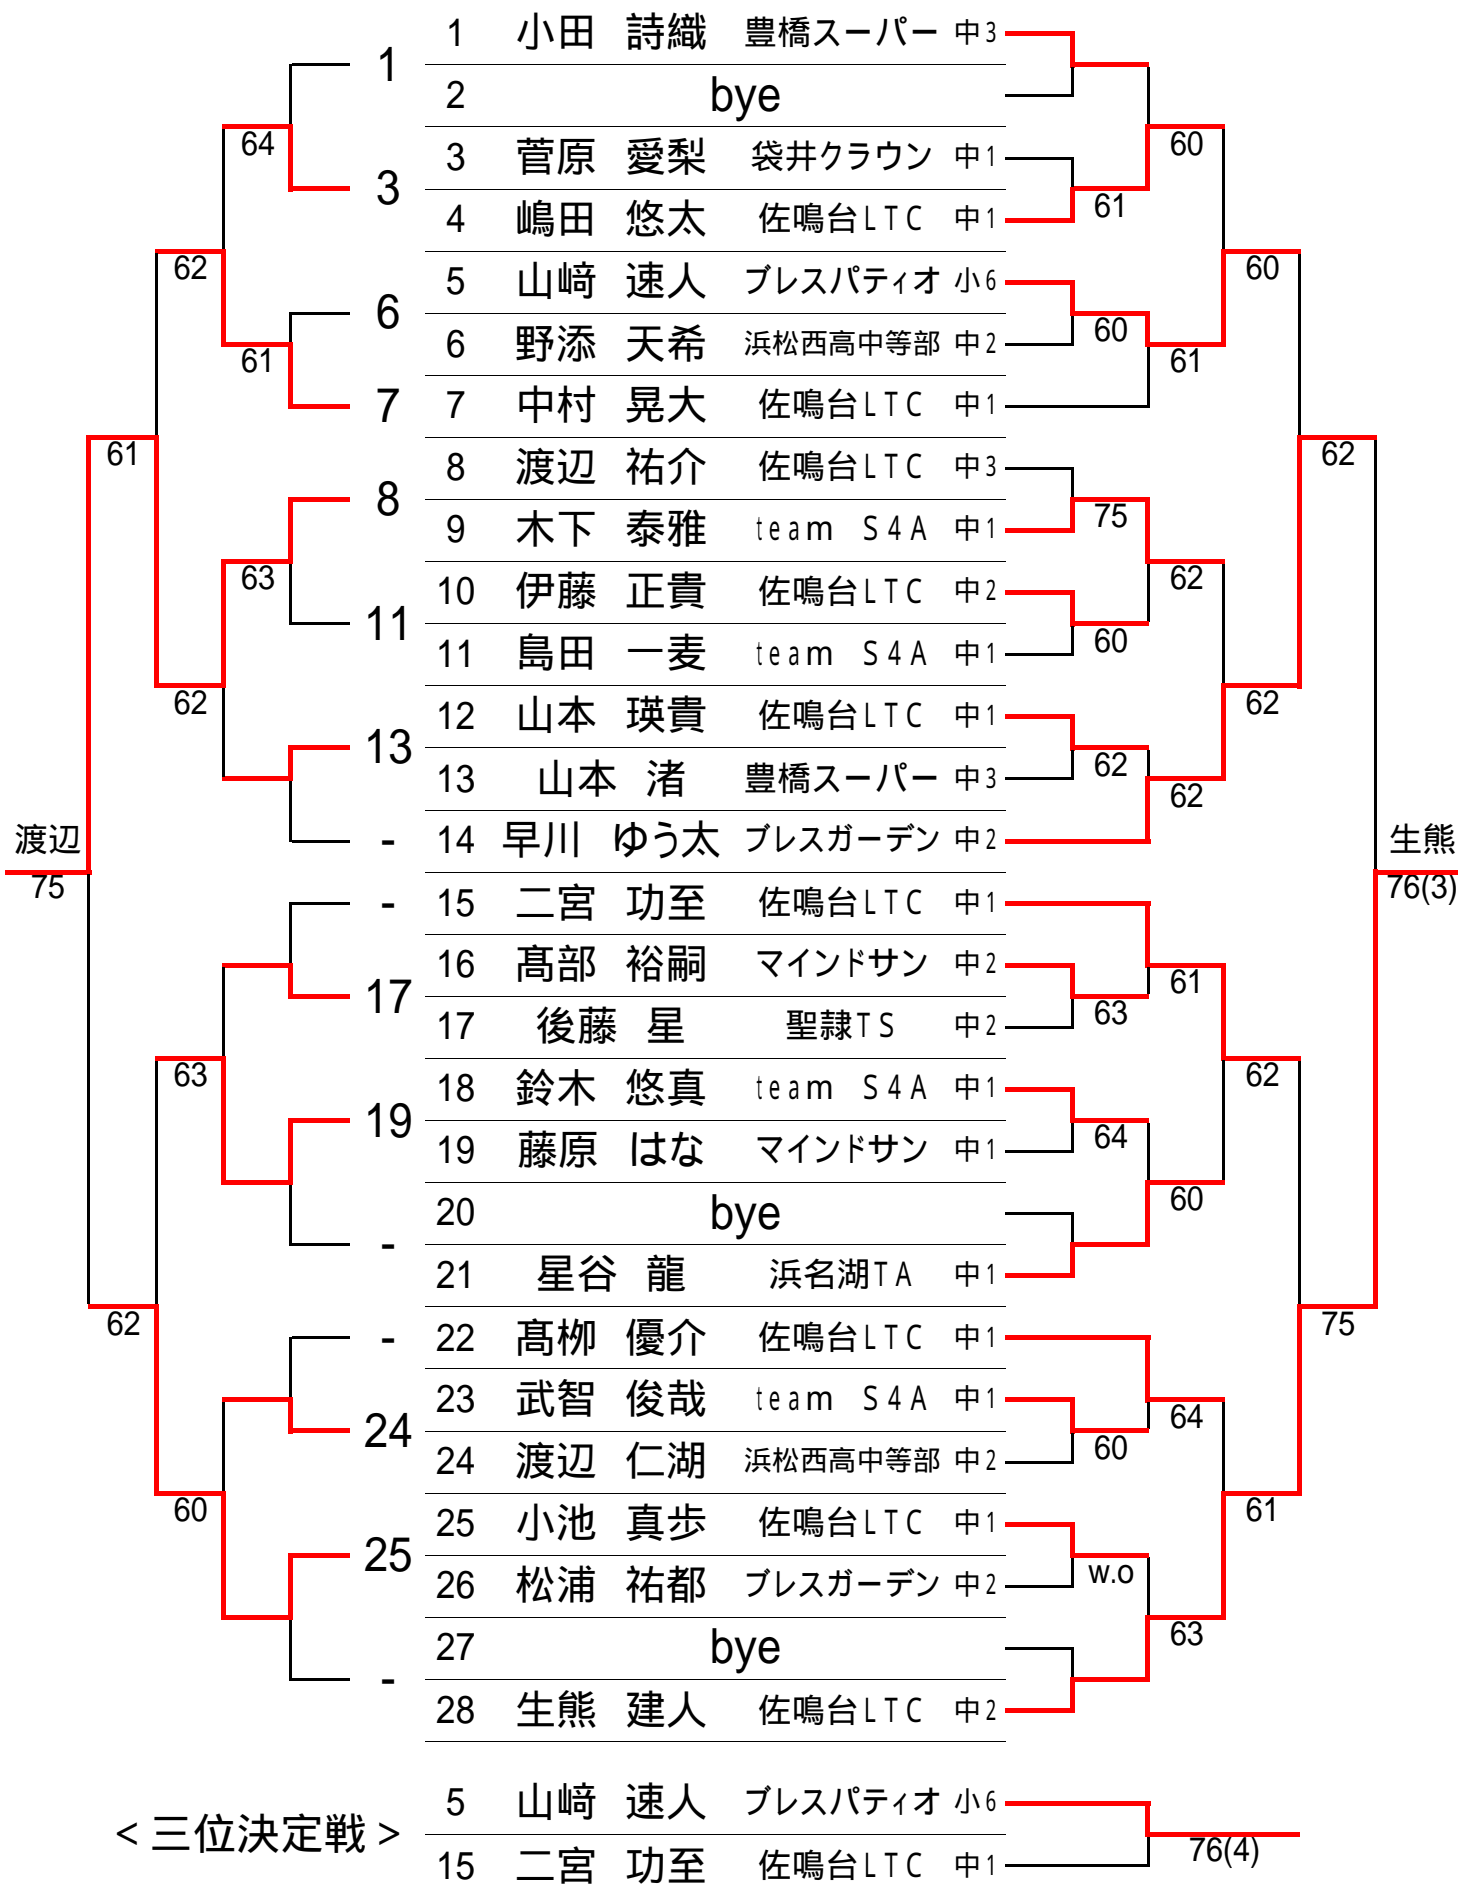 1 小田 詩織 豊橋スーパー 中3
1
2 bye
64 60
3 菅原 愛梨 袋井クラウン 中1
3
61
4 嶋田 悠太 佐鳴台LTC 中1
62 60
5 山﨑 速人 ブレスパティオ 小6
6
60
6 野添 天希 浜松西高中等部 中2
61 61
7 7 中村 晃大 佐鳴台LTC 中1
61 62
8 渡辺 祐介 佐鳴台LTC 中3
8
75
9 木下 泰雅 team S4A 中1
63 62
10 伊藤 正貴 佐鳴台LTC 中2
11
60
11 島田 一麦 team S4A 中1
62 62
12 山本 瑛貴 佐鳴台LTC 中1
13
62
13 山本 渚 豊橋スーパー 中3
62
- 14 早川 ゆう太 ブレスガーデン 中2
渡辺 生熊
75 76(3)
- 15 二宮 功至 佐鳴台LTC 中1
16 髙部 裕嗣 マインドサン 中2
61
17
63
17 後藤 星 聖隷TS 中2
63 62
18 鈴木 悠真 team S4A 中1
19
64
19 藤原 はな マインドサン 中1
60
20 bye
-
21 星谷 龍 浜名湖TA 中1
62 75
- 22 髙栁 優介 佐鳴台LTC 中1
23 武智 俊哉 team S4A 中1
64
24
60
24 渡辺 仁湖 浜松西高中等部 中2
60 61
25 小池 真歩 佐鳴台LTC 中1
25
w.o
26 松浦 祐都 ブレスガーデン 中2
63
27 bye
-
28 生熊 建人 佐鳴台LTC 中2
5 山﨑 速人 ブレスパティオ 小6
<三位決定戦>
76(4)
15 二宮 功至 佐鳴台LTC 中1